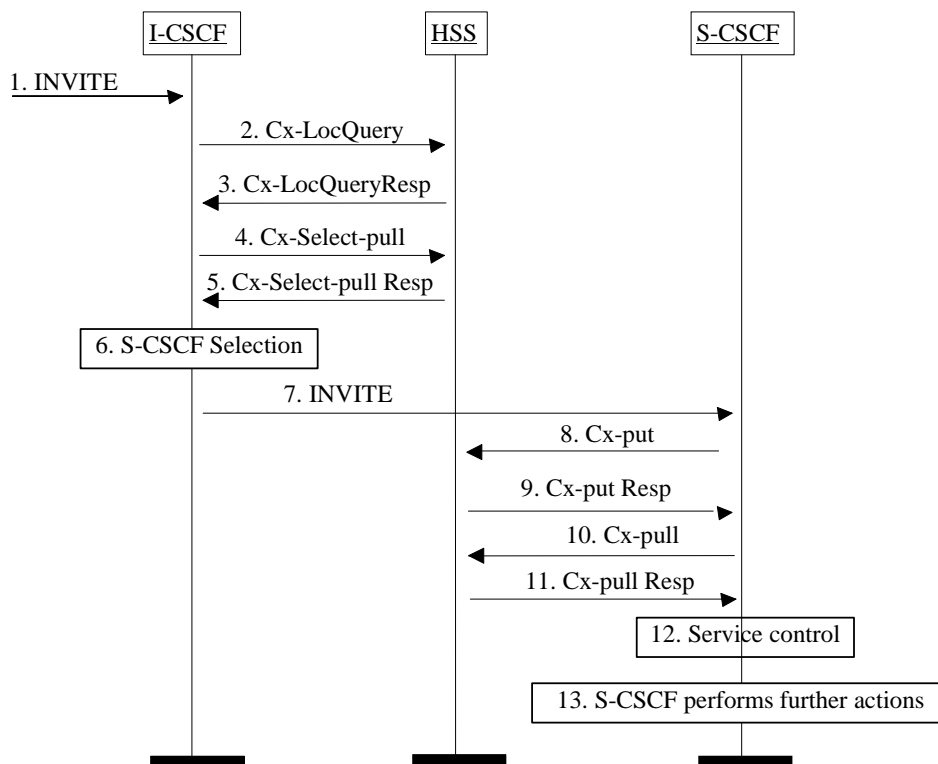 I-CSCF
HSS
S-CSCF
1. INVITE
2. Cx-LocQuery
3. Cx-LocQueryResp
4. Cx-Select-pull
5. Cx-Select-pull Resp
6. S-CSCF Selection
7. INVITE
8. Cx-put
9. Cx-put Resp
10. Cx-pull
11. Cx-pull Resp
12. Service control
13. S-CSCF performs further actions